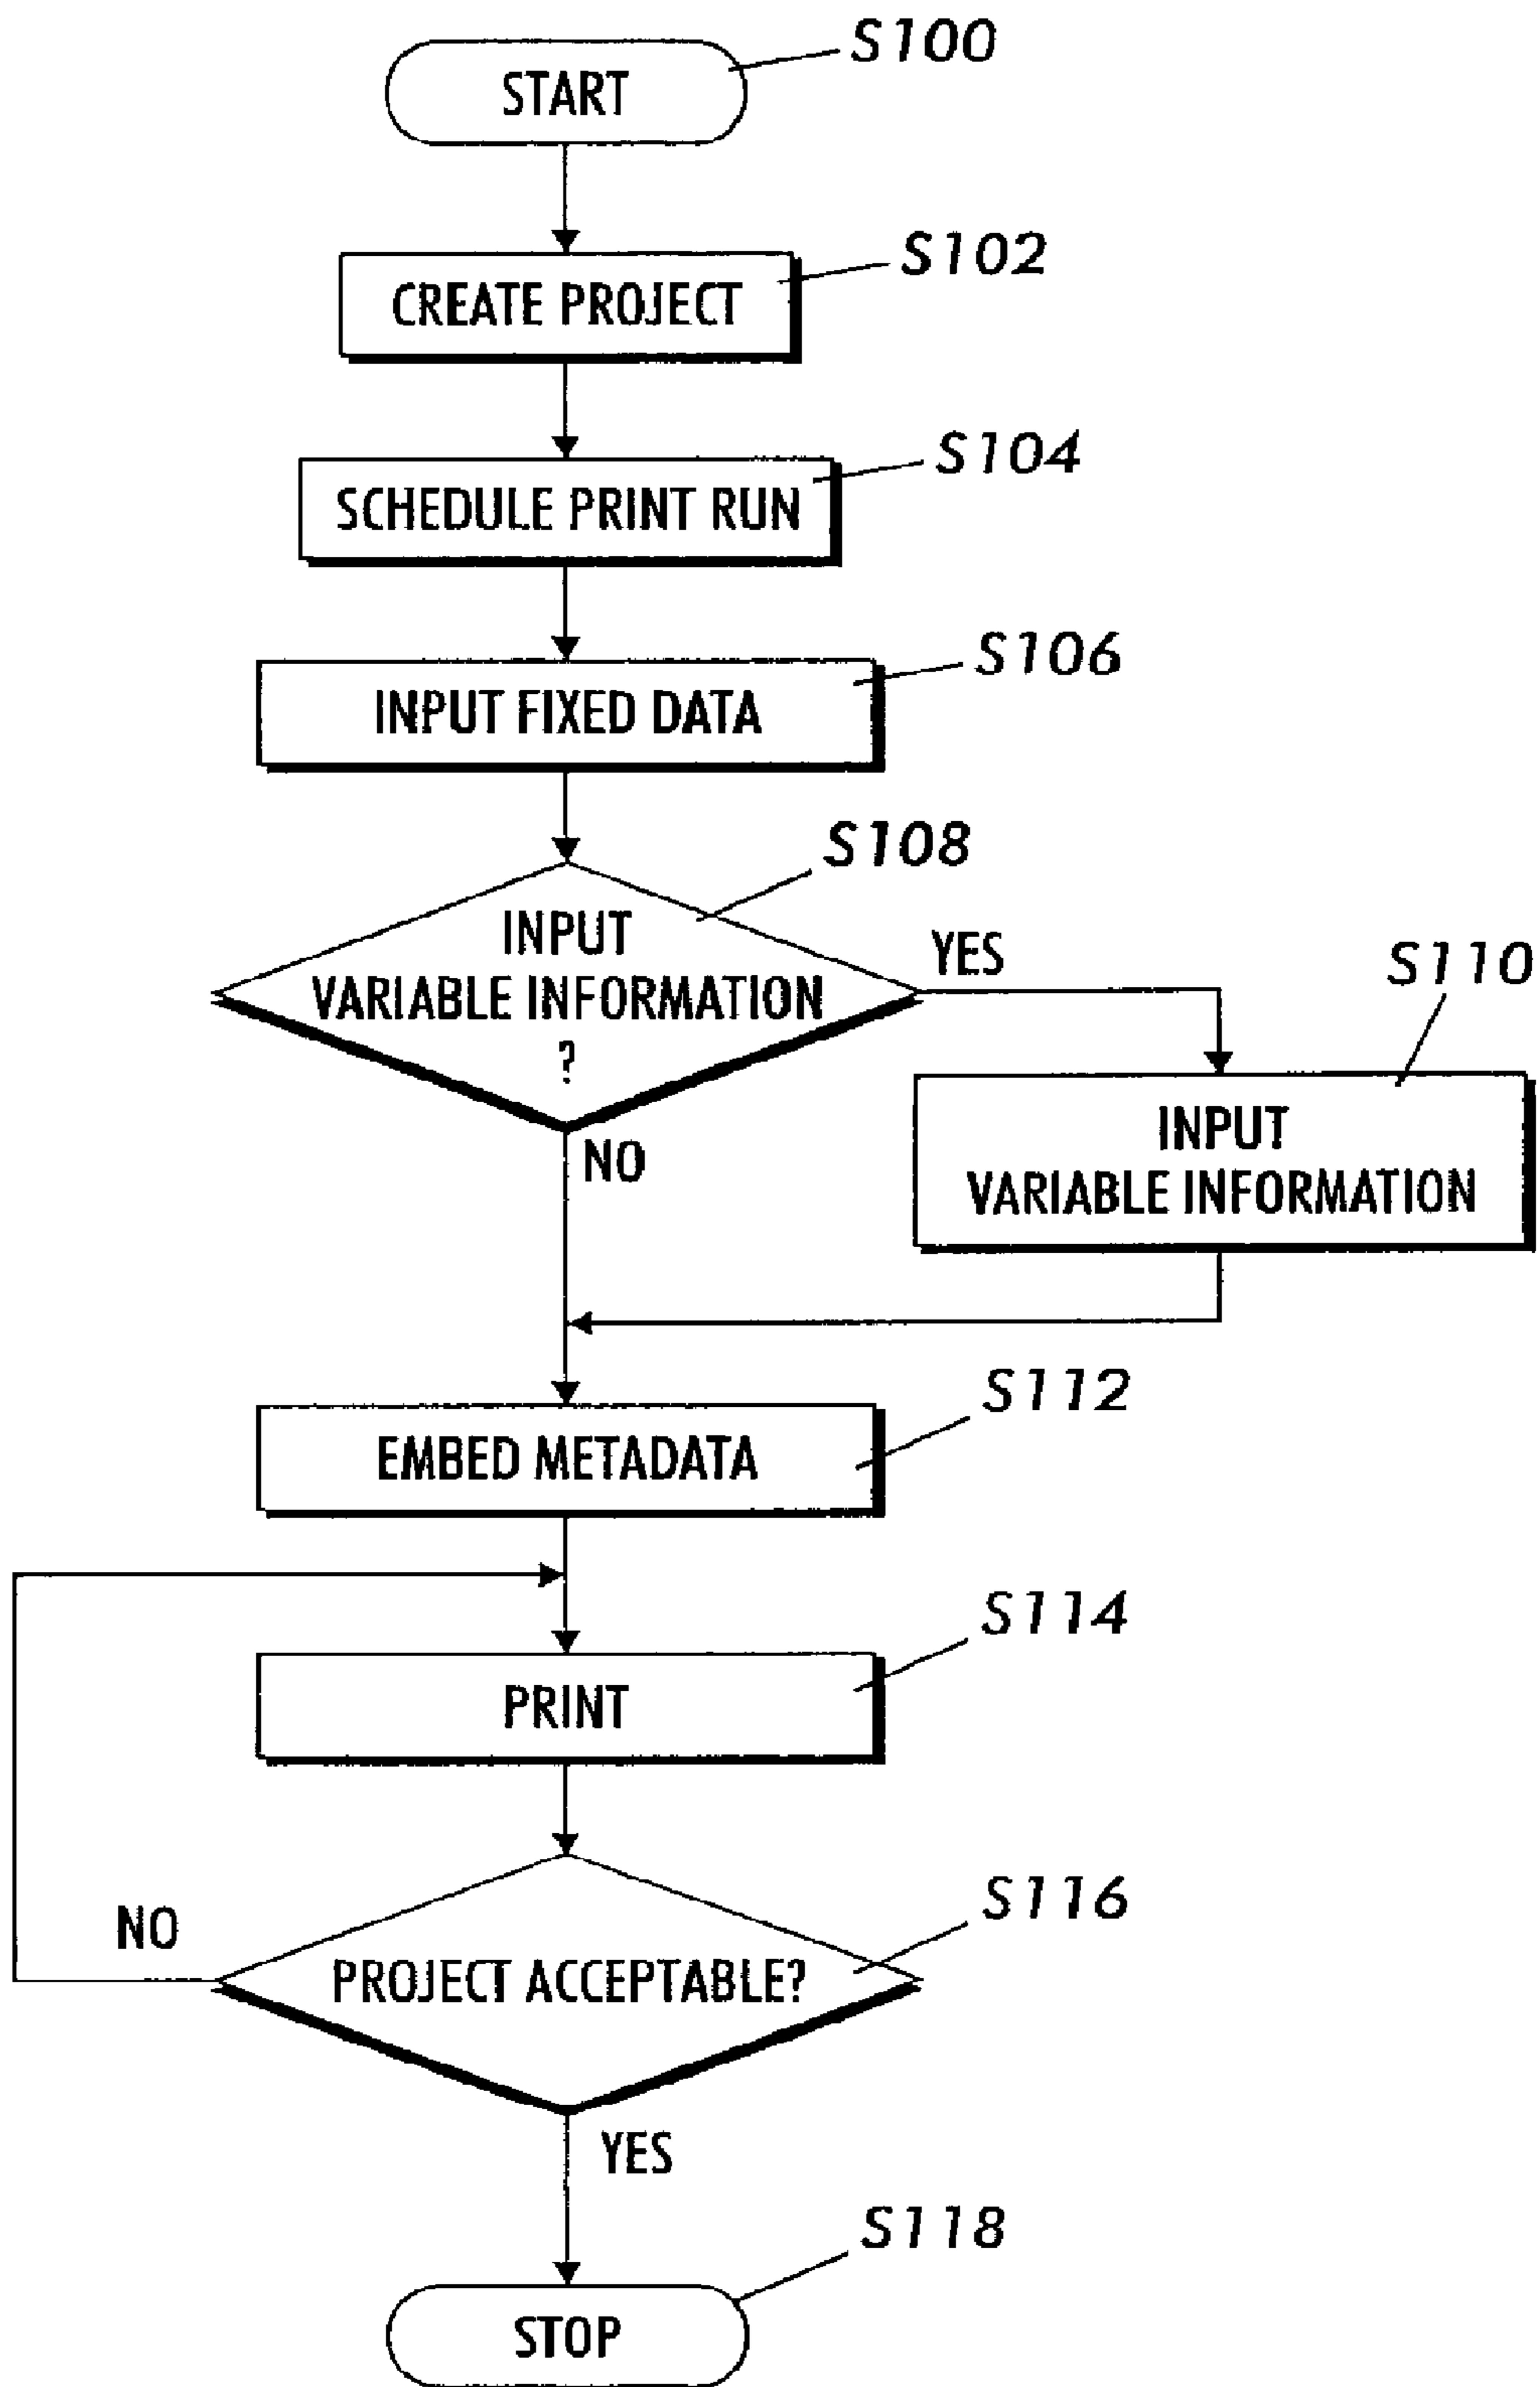 START
S100
CREATE PROJECT
S102
SCHEDULE PRINT RUN
S104
INPUT FIXED DATA
S106
INPUT
VARIABLE INFORMATION
?
S108
YES
NO
INPUT
VARIABLE INFORMATION
S110
EMBED METADATA
S112
PRINT
S114
PROJECT ACCEPTABLE?
S116
NO
YES
STOP
S118